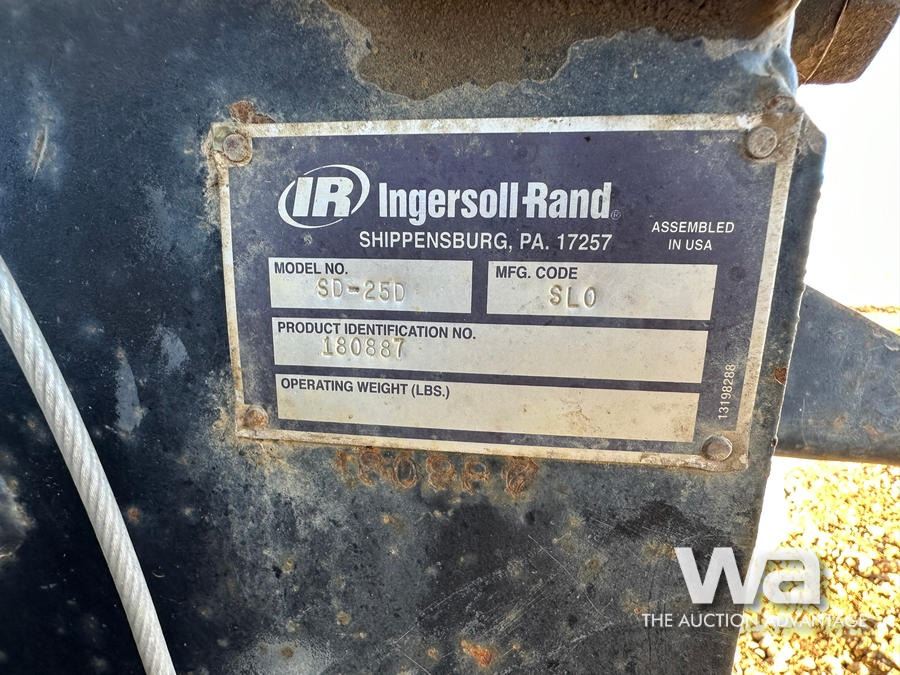 IR Ingersoll-Rand®
SHIPPENSBURG, PA. 17257
ASSEMBLED
IN USA
MODEL NO.
SD-25D
MFG. CODE
SLO
PRODUCT IDENTIFICATION NO.
180887
OPERATING WEIGHT (LBS.)
13198288
wa
THE AUCTION ADVANTAGE